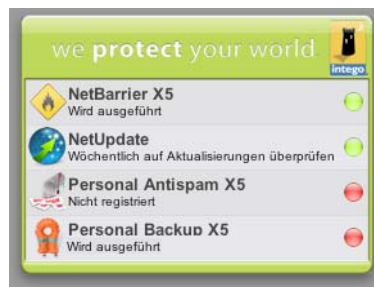 we protect your world
intego
NetBarrier X5
Wird ausgeführt
NetUpdate
Wöchentlich auf Aktualisierungen überprüfen
Personal Antispam X5
Nicht registriert
Personal Backup X5
Wird ausgeführt